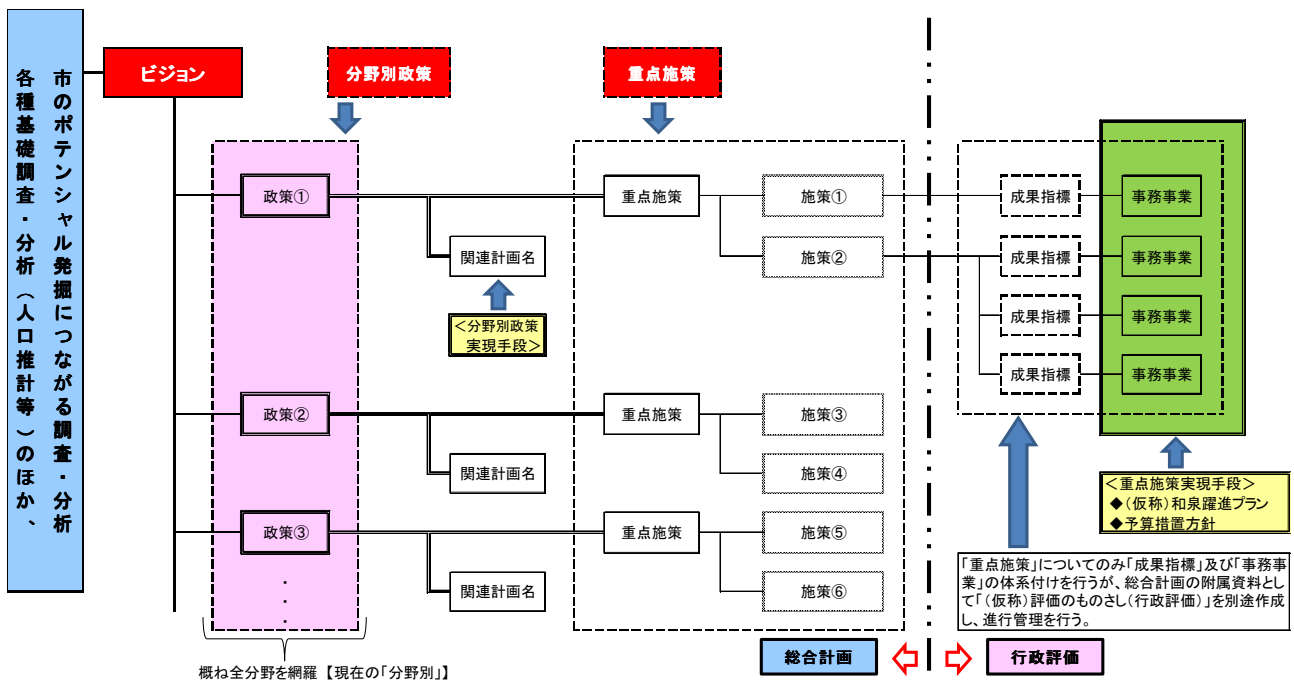 各種基礎調査・分析（人口推計等）のほか、
市のポテンシャル発掘につながる調査・分析
ビジョン
分野別政策
重点施策
政策①
重点施策
施策①
成果指標
事務事業
関連計画名
施策②
成果指標
事務事業
＜分野別政策
実現手段＞
成果指標
事務事業
成果指標
事務事業
政策②
重点施策
施策③
関連計画名
施策④
＜重点施策実現手段＞
◆(仮称)和泉躍進プラン
◆予算措置方針
政策③
重点施策
施策⑤
関連計画名
施策⑥
・
・
・
「重点施策」についてのみ「成果指標」及び「事務事
業」の体系付けを行うが、総合計画の附属資料とし
て「(仮称)評価のものさし(行政評価)」を別途作成
し、進行管理を行う。
総合計画
行政評価
概ね全分野を網羅 【現在の「分野別」】